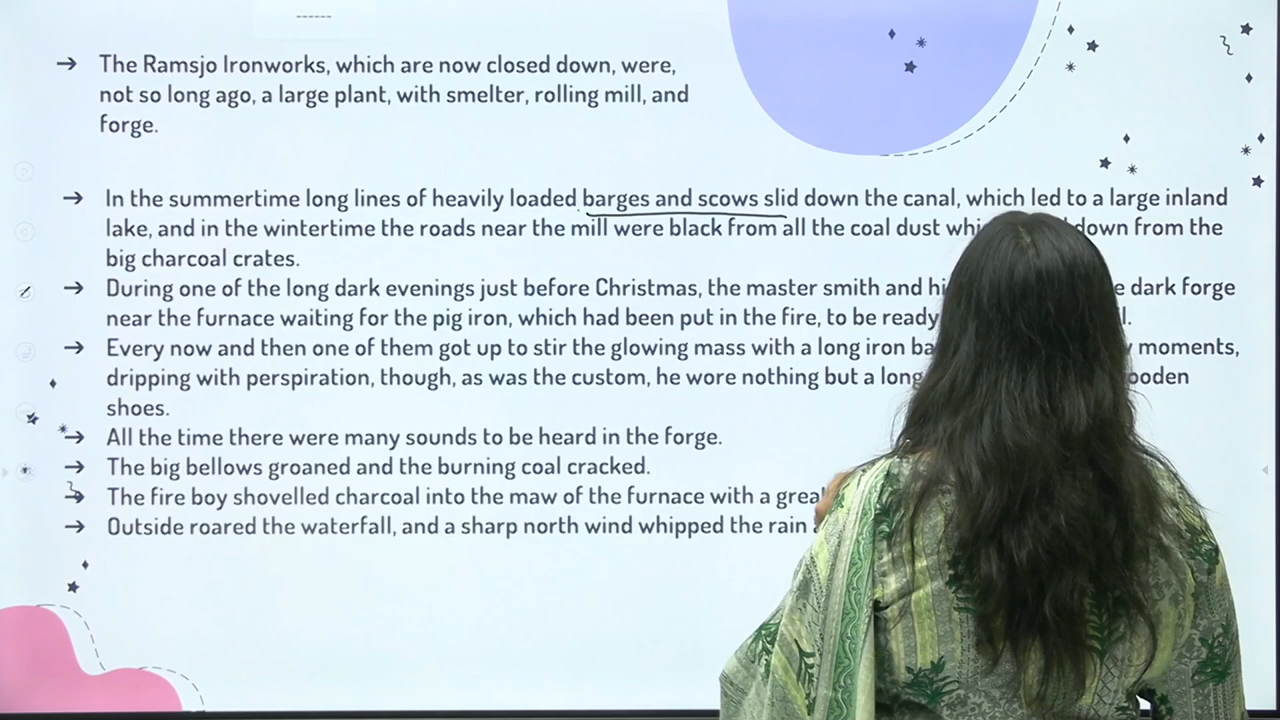 ------
→ The Ramsjo Ironworks, which are now closed down, were,
not so long ago, a large plant, with smelter, rolling mill, and
forge.
→ In the summertime long lines of heavily loaded barges and scows slid down the canal, which led to a large inland
lake, and in the wintertime the roads near the mill were black from all the coal dust down from the
big charcoal crates.
→ During one of the long dark evenings just before Christmas, the master smith and dark forge
near the furnace waiting for the pig iron, which had been put in the fire, to be ready
→ Every now and then one of them got up to stir the glowing mass with a long iron moments,
dripping with perspiration, though, as was the custom, he wore nothing but a long
shoes.
→ All the time there were many sounds to be heard in the forge.
→ The big bellows groaned and the burning coal cracked.
→ The fire boy shovelled charcoal into the maw of the furnace with a
→ Outside roared the waterfall, and a sharp north wind whipped the rain